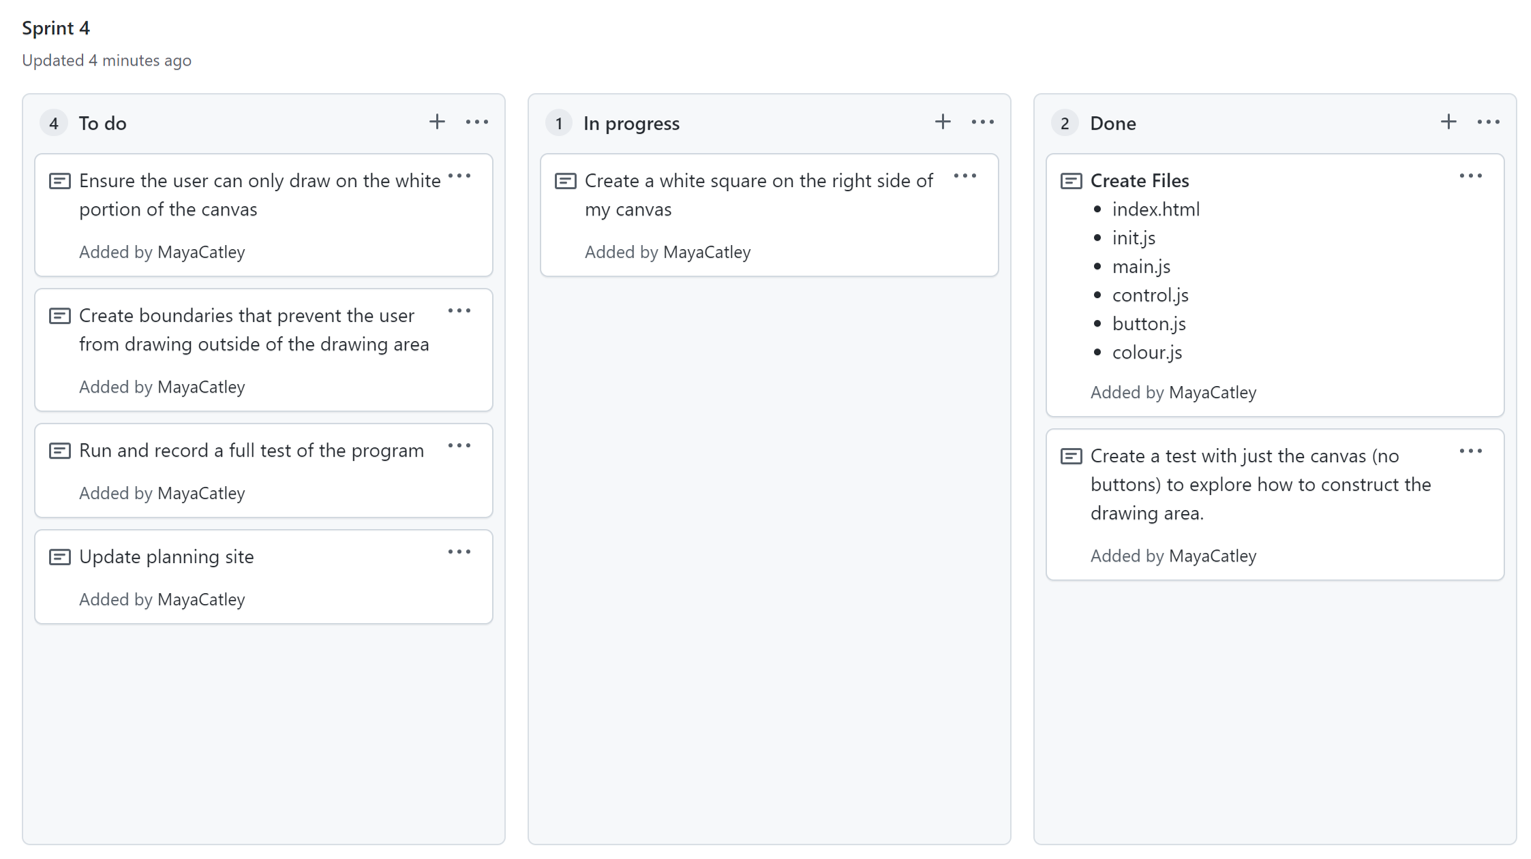 Sprint 4
Updated 4 minutes ago
4 To do
Ensure the user can only draw on the white
portion of the canvas
Added by MayaCatley
Create boundaries that prevent the user
from drawing outside of the drawing area
Added by MayaCatley
Run and record a full test of the program
Added by MayaCatley
Update planning site
Added by MayaCatley
1 In progress
Create a white square on the right side of
my canvas
Added by MayaCatley
2 Done
Create Files
• index.html
• init.js
• main.js
• control.js
• button.js
• colour.js
Added by MayaCatley
Create a test with just the canvas (no
buttons) to explore how to construct the
drawing area.
Added by MayaCatley